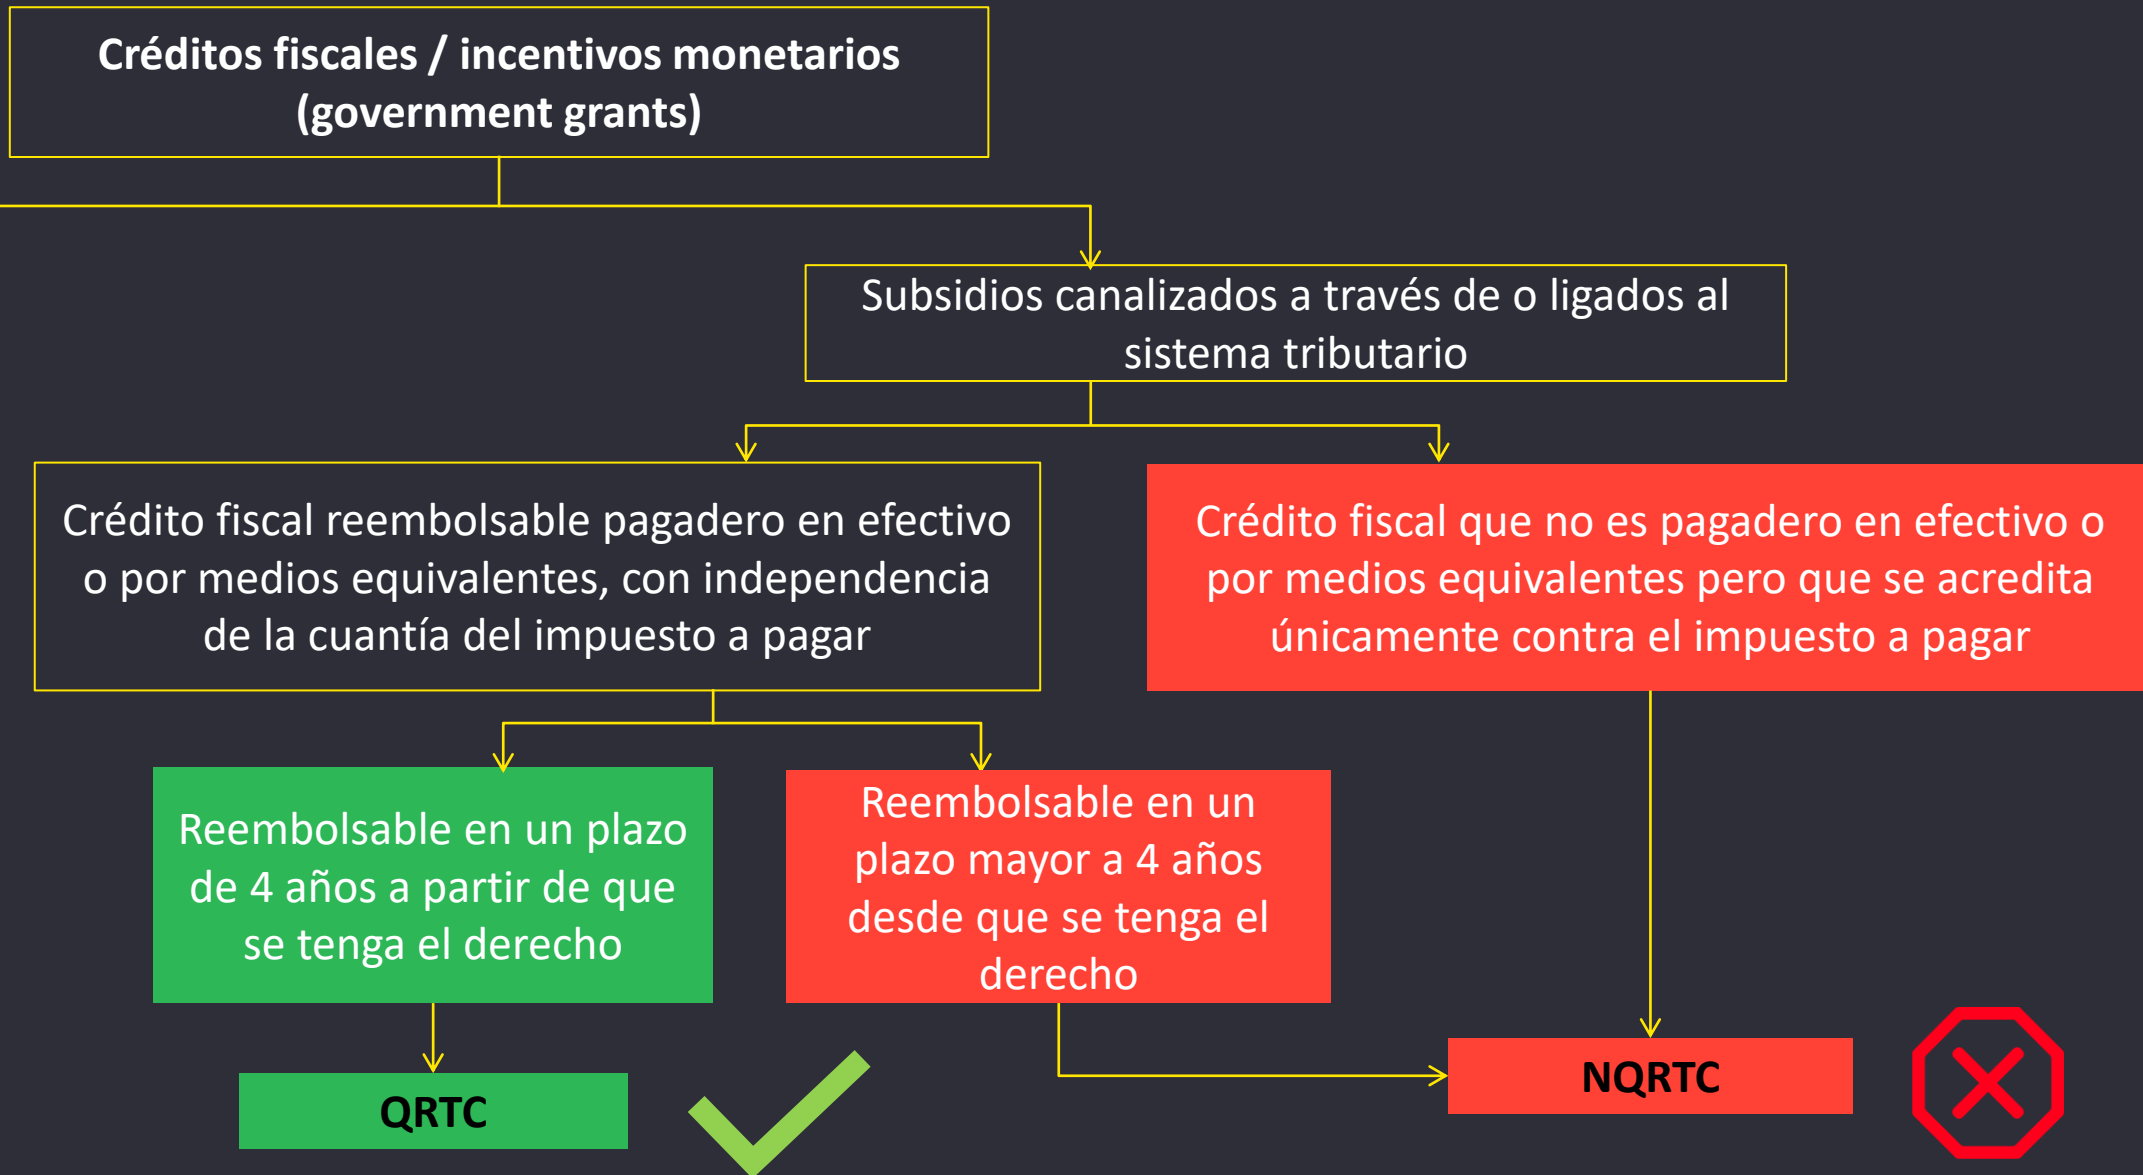 Créditos fiscales / incentivos monetarios
(government grants)
Subsidios canalizados a través de o ligados al
sistema tributario
Crédito fiscal reembolsable pagadero en efectivo
o por medios equivalentes, con independencia
de la cuantía del impuesto a pagar
Crédito fiscal que no es pagadero en efectivo o
por medios equivalentes pero que se acredita
únicamente contra el impuesto a pagar
Reembolsable en un plazo
de 4 años a partir de que
se tenga el derecho
Reembolsable en un
plazo mayor a 4 años
desde que se tenga el
derecho
QRTC
NQRTC